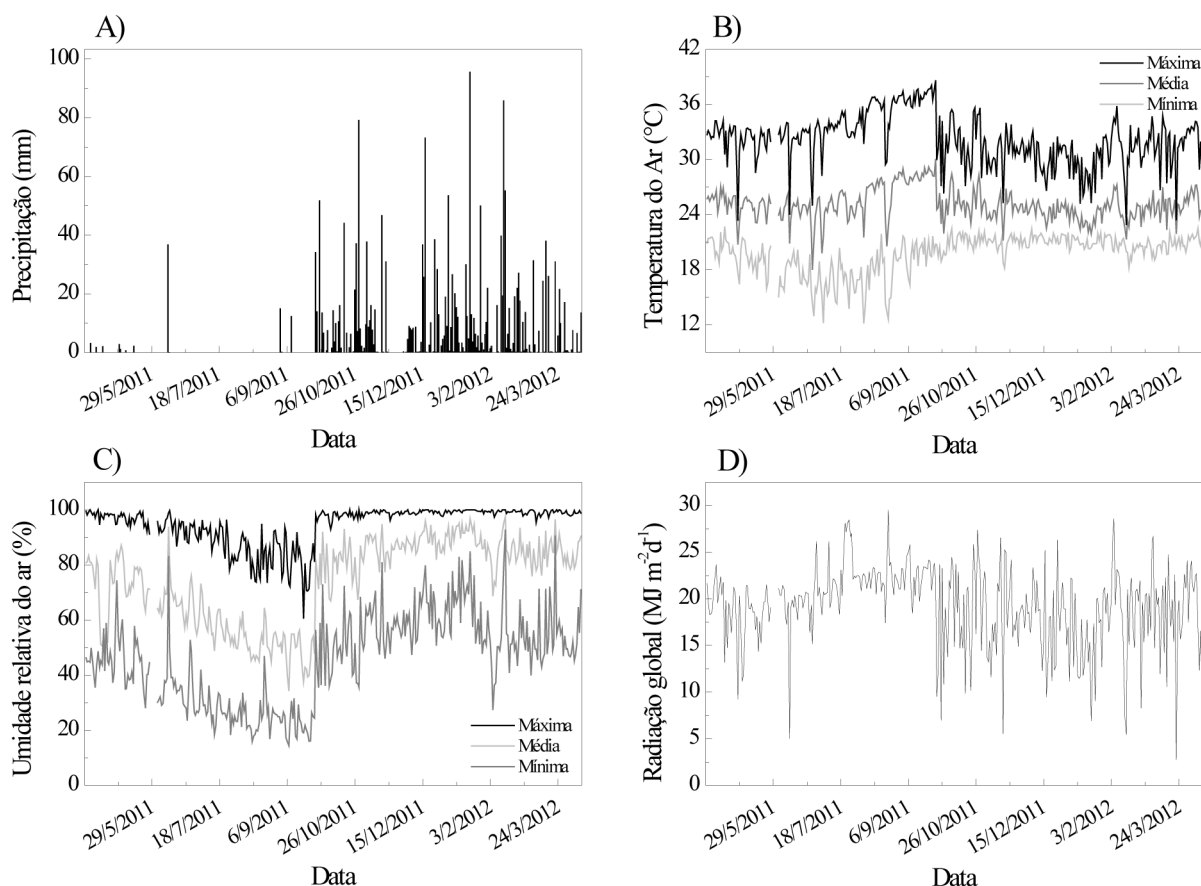 A)
Precipitação (mm)
100
80
60
40
20
0
29/5/2011
18/7/2011
6/9/2011
26/10/2011
15/12/2011
3/2/2012
24/3/2012
Data
B)
Temperatura do Ar (°C)
42
36
30
24
18
12
Máxima
Média
Mínima
29/5/2011
18/7/2011
6/9/2011
26/10/2011
15/12/2011
3/2/2012
24/3/2012
Data
C)
Umidade relativa do ar (%)
100
80
60
40
20
0
Máxima
Média
Mínima
29/5/2011
18/7/2011
6/9/2011
26/10/2011
15/12/2011
3/2/2012
24/3/2012
Data
D)
Radiação global (MJ m⁻²d⁻¹)
30
25
20
15
10
5
0
29/5/2011
18/7/2011
6/9/2011
26/10/2011
15/12/2011
3/2/2012
24/3/2012
Data